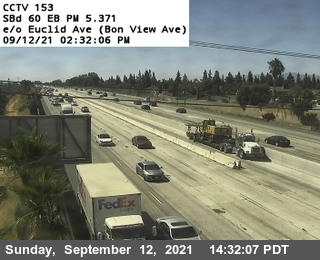 CCTV 153
SBd 60 EB PM 5.371
e/o Euclid Ave (Bon View Ave)
09/12/21 02:32:06 PM
FedEx
Sunday, September 12, 2021 14:32:07 PDT